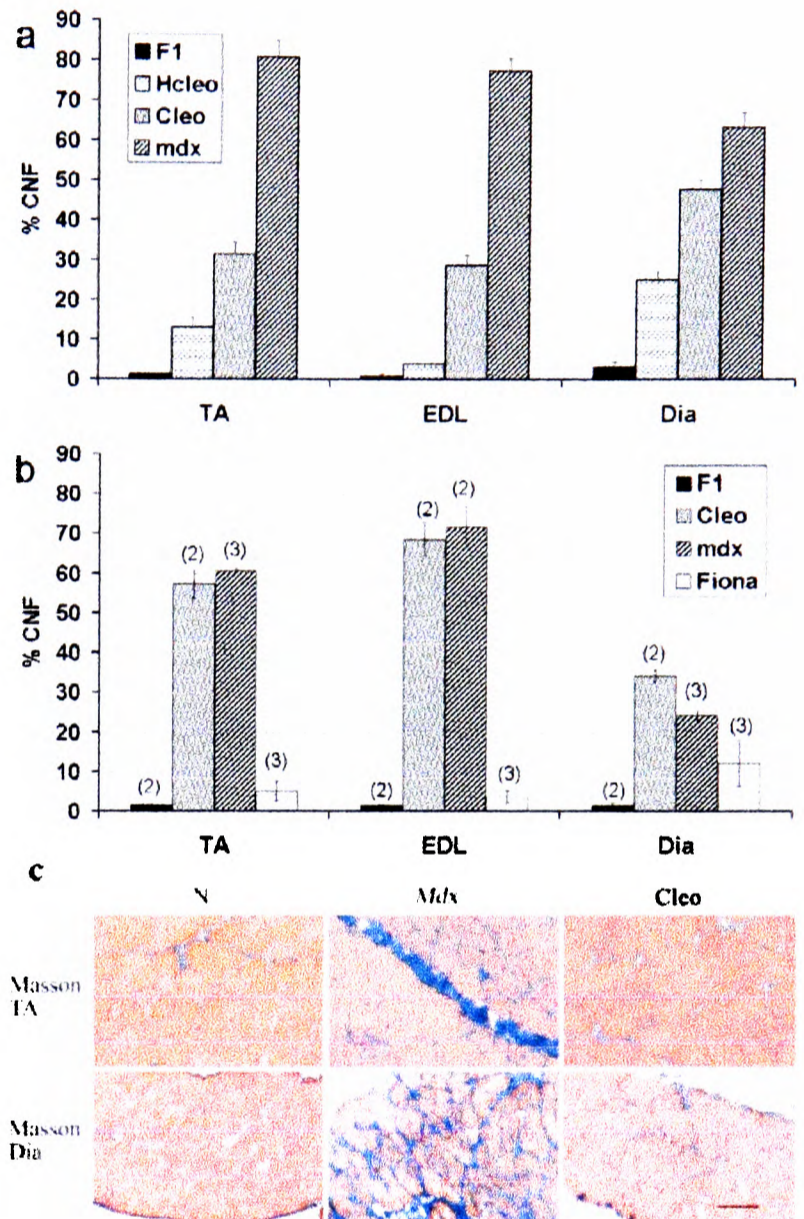 a
90
80
70
60
50
40
30
20
10
0
% CNF
F1
Hcleo
Cleo
mdx
TA EDL Dia
b
90
80
70
60
50
40
30
20
10
0
% CNF
F1
Cleo
mdx
Fiona
(2) (2) (3) (3)
(2) (2) (2) (3)
(2) (2) (3) (3)
TA EDL Dia
c
N Mdx Cleo
Masson
TA
Masson
Dia